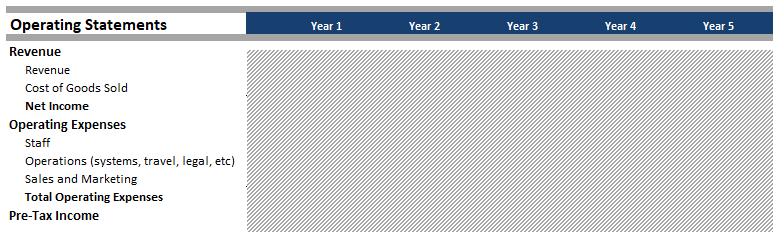 Operating Statements Year 1 Year 2 Year 3 Year 4 Year 5
Revenue
Revenue
Cost of Goods Sold
Net Income
Operating Expenses
Staff
Operations (systems, travel, legal, etc)
Sales and Marketing
Total Operating Expenses
Pre-Tax Income